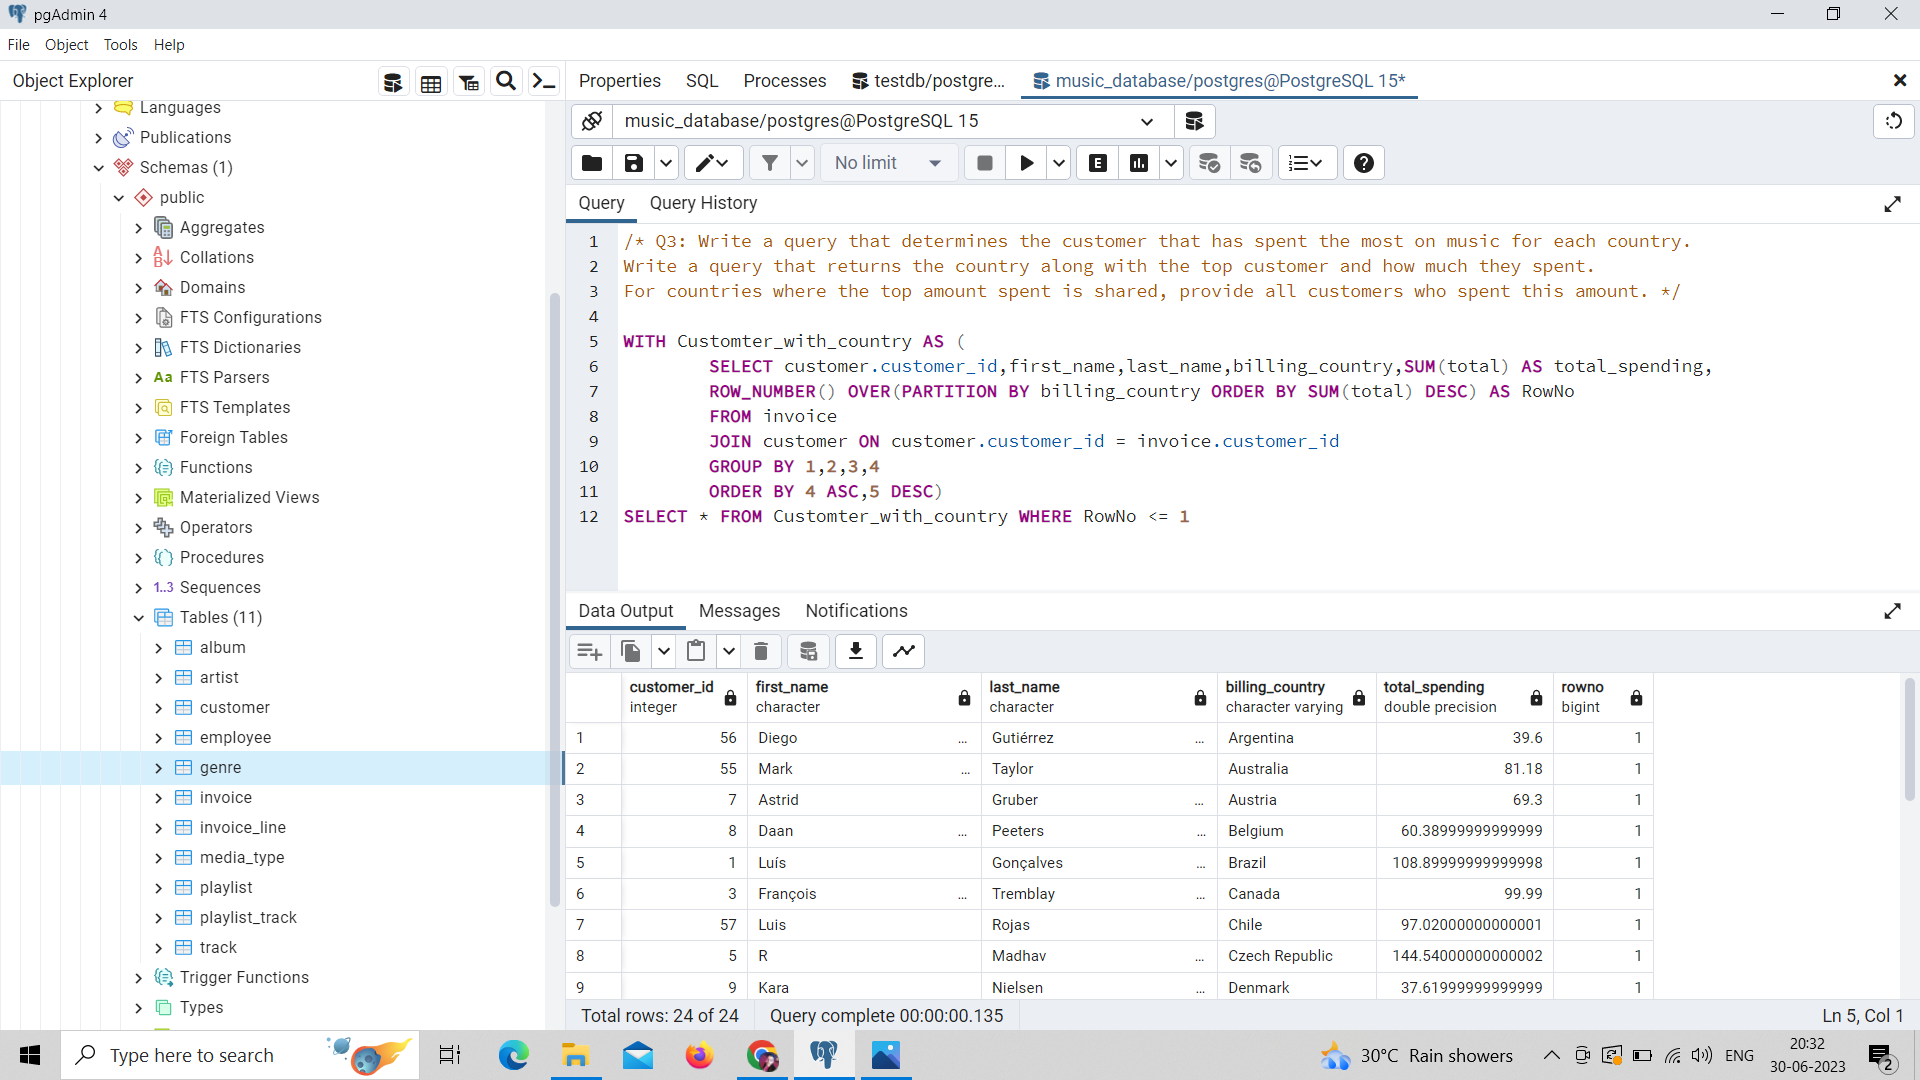 pgAdmin 4
File Object Tools Help
Object Explorer
Properties SQL Processes testdb/postgre... music_database/postgres@PostgreSQL 15*
Languages
Publications
Schemas (1)
public
Aggregates
Collations
Domains
FTS Configurations
FTS Dictionaries
Aa FTS Parsers
FTS Templates
Foreign Tables
Functions
Materialized Views
Operators
Procedures
1..3 Sequences
Tables (11)
album
artist
customer
employee
genre
invoice
invoice_line
media_type
playlist
playlist_track
track
Trigger Functions
Types
music_database/postgres@PostgreSQL 15
No limit E
Query Query History
1 /* Q3: Write a query that determines the customer that has spent the most on music for each country.
2 Write a query that returns the country along with the top customer and how much they spent.
3 For countries where the top amount spent is shared, provide all customers who spent this amount. */
4
5 WITH Customter_with_country AS (
6 SELECT customer.customer_id,first_name,last_name,billing_country,SUM(total) AS total_spending,
7 ROW_NUMBER() OVER(PARTITION BY billing_country ORDER BY SUM(total) DESC) AS RowNo
8 FROM invoice
9 JOIN customer ON customer.customer_id = invoice.customer_id
10 GROUP BY 1,2,3,4
11 ORDER BY 4 ASC,5 DESC)
12 SELECT * FROM Customter_with_country WHERE RowNo <= 1
Data Output Messages Notifications
customer_id first_name last_name billing_country total_spending rowno
integer character character character varying double precision bigint
1 56 Diego ... Gutiérrez ... Argentina 39.6 1
2 55 Mark ... Taylor Australia 81.18 1
3 7 Astrid Gruber ... Austria 69.3 1
4 8 Daan ... Peeters ... Belgium 60.38999999999999 1
5 1 Luís Gonçalves ... Brazil 108.89999999999998 1
6 3 François ... Tremblay ... Canada 99.99 1
7 57 Luis Rojas Chile 97.02000000000001 1
8 5 R Madhav ... Czech Republic 144.54000000000002 1
9 9 Kara Nielsen ... Denmark 37.61999999999999 1
Total rows: 24 of 24 Query complete 00:00:00.135 Ln 5, Col 1
Type here to search 30°C Rain showers ENG 20:32
30-06-2023 2